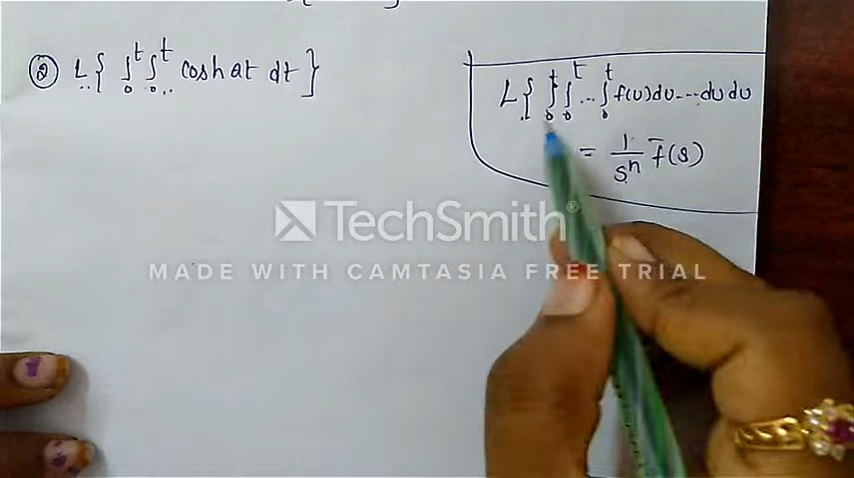 ② L{ ∫₀ᵗ ∫₀ᵗ cosh at dt }
L{ ∫₀ᵗ ∫₀ᵗ ... ∫₀ᵗ f(u)du...du du
= 1/sⁿ f̄(s)
TechSmith®
MADE WITH CAMTASIA FREE TRIAL